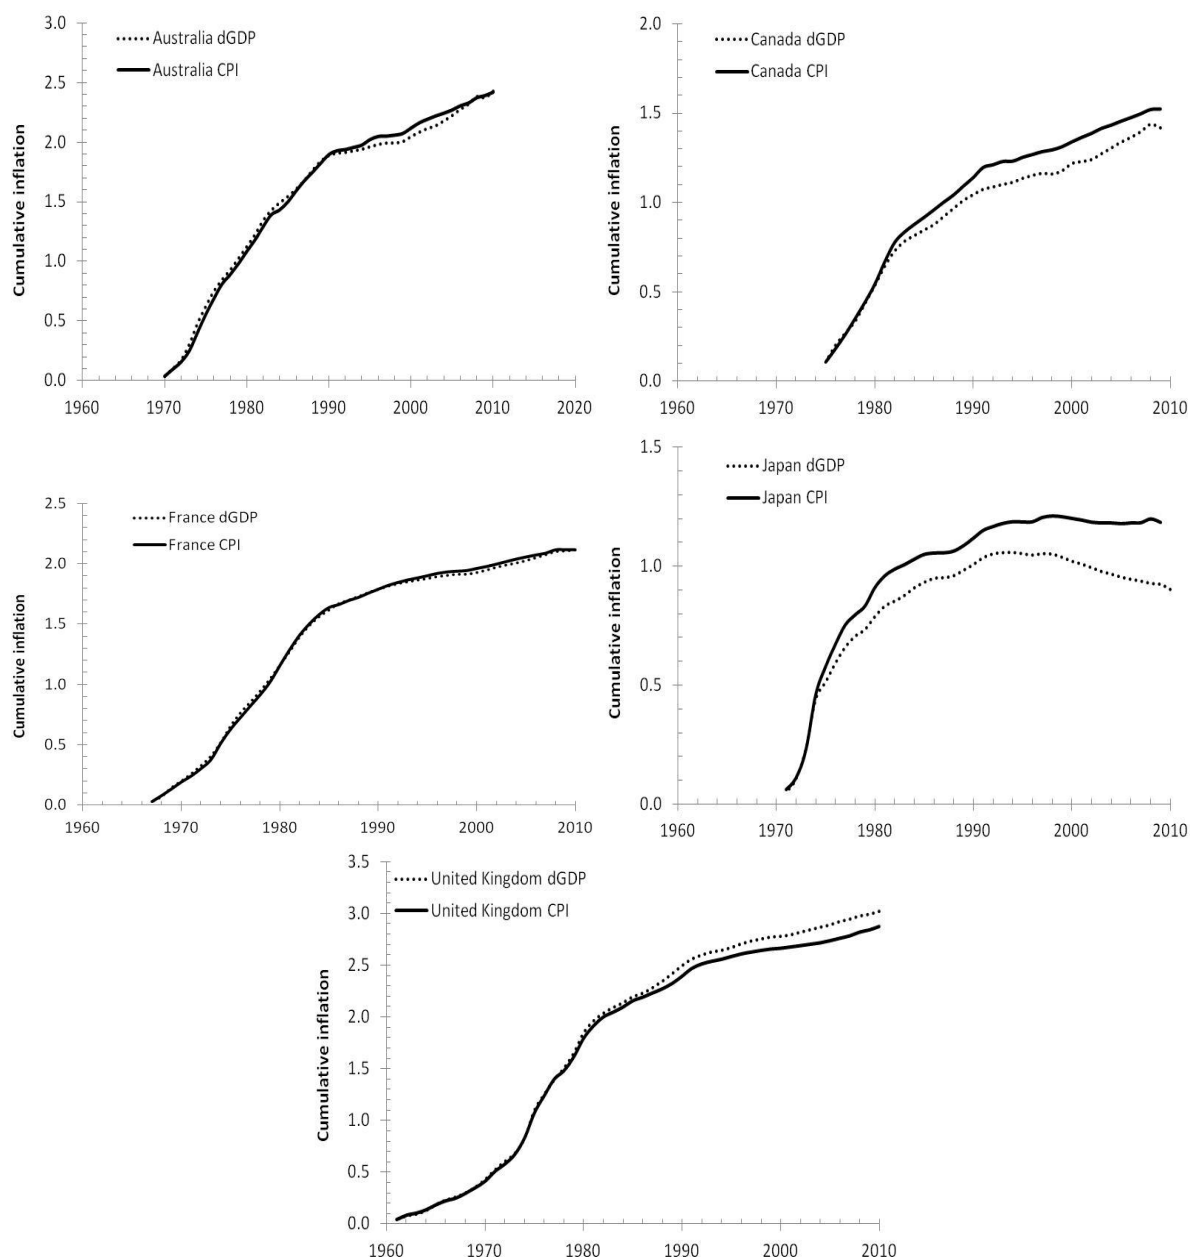 3.0
2.5
2.0
1.5
1.0
0.5
0.0
Cumulative inflation
Australia dGDP
Australia CPI
1960 1970 1980 1990 2000 2010 2020
2.0
1.5
1.0
0.5
0.0
Cumulative inflation
Canada dGDP
Canada CPI
1960 1970 1980 1990 2000 2010
2.5
2.0
1.5
1.0
0.5
0.0
Cumulative inflation
France dGDP
France CPI
1960 1970 1980 1990 2000 2010
1.5
1.0
0.5
0.0
Cumulative inflation
Japan dGDP
Japan CPI
1960 1970 1980 1990 2000 2010
3.5
3.0
2.5
2.0
1.5
1.0
0.5
0.0
Cumulative inflation
United Kingdom dGDP
United Kingdom CPI
1960 1970 1980 1990 2000 2010